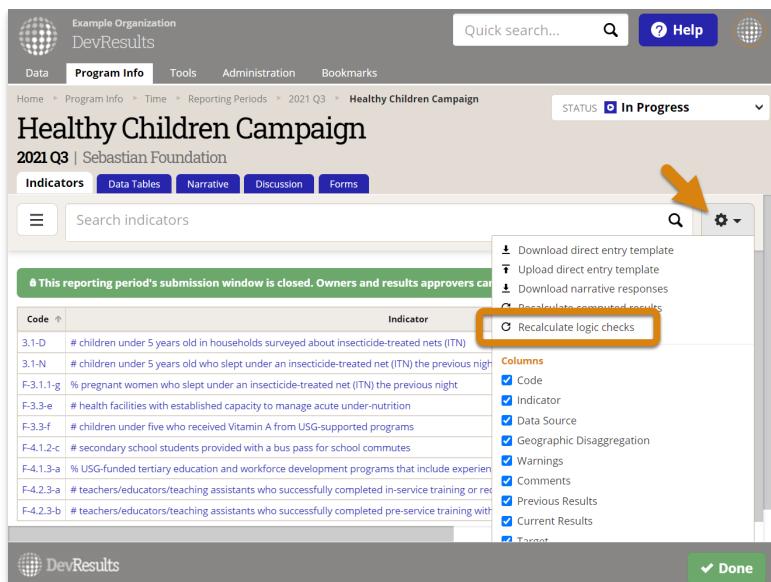 Example Organization
DevResults
Quick search...
Help
Data
Program Info
Tools
Administration
Bookmarks
Home
Program Info
Time
Reporting Periods
2021 Q3
Healthy Children Campaign
STATUS
In Progress
Healthy Children Campaign
2021 Q3 | Sebastian Foundation
Indicators
Data Tables
Narrative
Discussion
Forms
Search indicators
This reporting period's submission window is closed. Owners and results approvers
Code
Indicator
3.1-D # children under 5 years old in households surveyed about insecticide-treated nets (ITN)
3.1-N # children under 5 years old who slept under an insecticide-treated net (ITN) the previous
F-3.1.1-g % pregnant women who slept under an insecticide-treated net (ITN) the previous night
F-3.3-e # health facilities with established capacity to manage acute under-nutrition
F-3.3-f # children under five who received Vitamin A from USG-supported programs
F-4.1.2-c # secondary school students provided with a bus pass for school commutes
F-4.1.3-a % USG-funded tertiary education and workforce development programs that include
F-4.2.3-a # teachers/educators/teaching assistants who successfully completed in-service training or
F-4.2.3-b # teachers/educators/teaching assistants who successfully completed pre-service training
Download direct entry template
Upload direct entry template
Download narrative responses
Recalculate computed results
Recalculate logic checks
Columns
Code
Indicator
Data Source
Geographic Disaggregation
Warnings
Comments
Previous Results
Current Results
Target
DevResults
Done